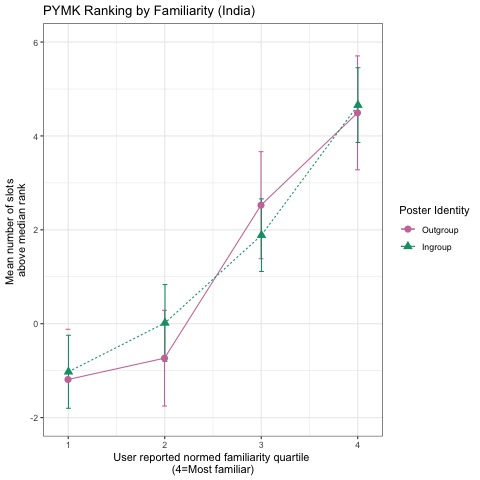 PYMK Ranking by Familiarity (India)
6
4
2
0
-2
Mean number of slots
above median rank
1
2
3
4
User reported normed familiarity quartile
(4=Most familiar)
Poster Identity
Outgroup
Ingroup